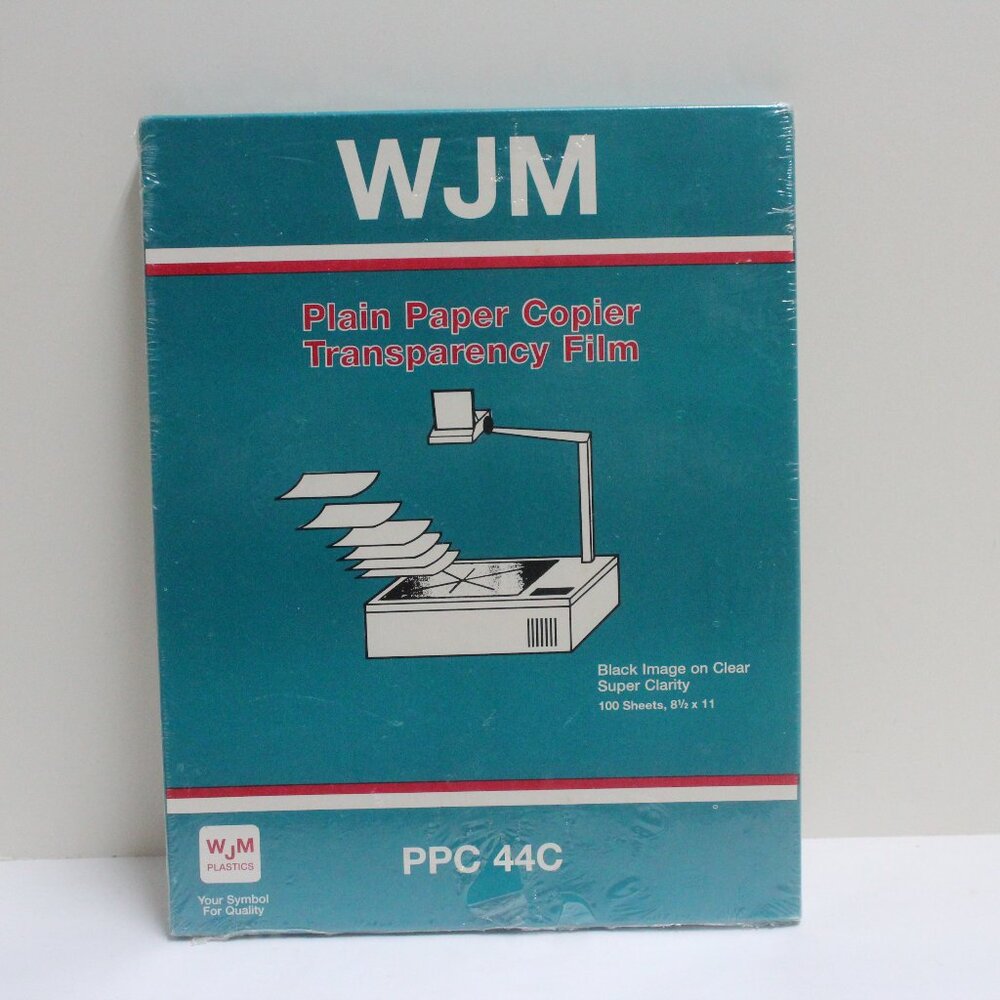 WJM
Plain Paper Copier
Transparency Film
Black Image on Clear
Super Clarity
100 Sheets, 8½ x 11
WJM
PLASTICS
Your Symbol
For Quality
PPC 44C